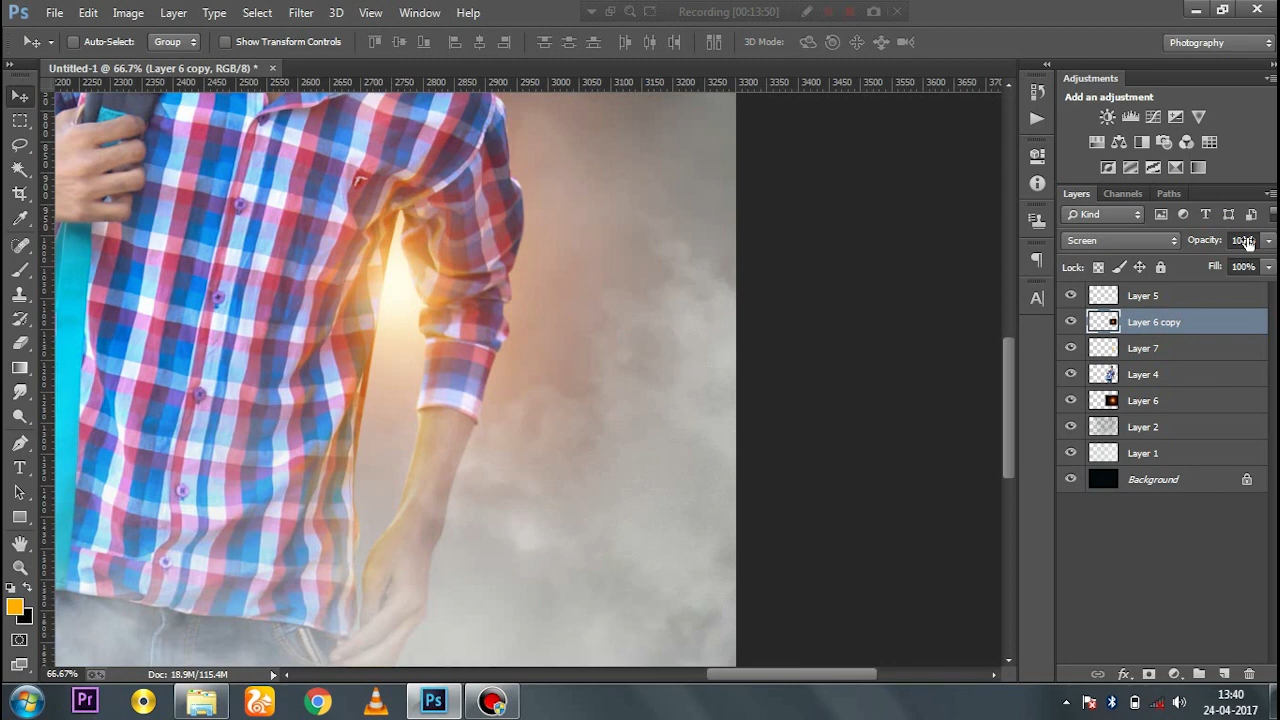 Ps File Edit Image Layer Type Select Filter 3D View Window Help
Recording [00:13:50]
Auto-Select: Group Show Transform Controls 3D Mode: Photography
Untitled-1 @ 66.7% (Layer 6 copy, RGB/8) * ×
2200 2250 2300 2350 2400 2450 2500 2550 2600 2650 2700 2750 2800 2850 2900 2950 3000 3050 3100 3150 3200 3250 3300 3350 3400 3450 3500 3550 3600 3650
Adjustments
Add an adjustment
Layers Channels Paths
Kind
Screen Opacity:
Lock: Fill: 100%
Layer 5
Layer 6 copy
Layer 7
Layer 4
Layer 6
Layer 2
Layer 1
Background
66.67% Doc: 18.9M/115.4M
Pr Ps
13:40
24-04-2017